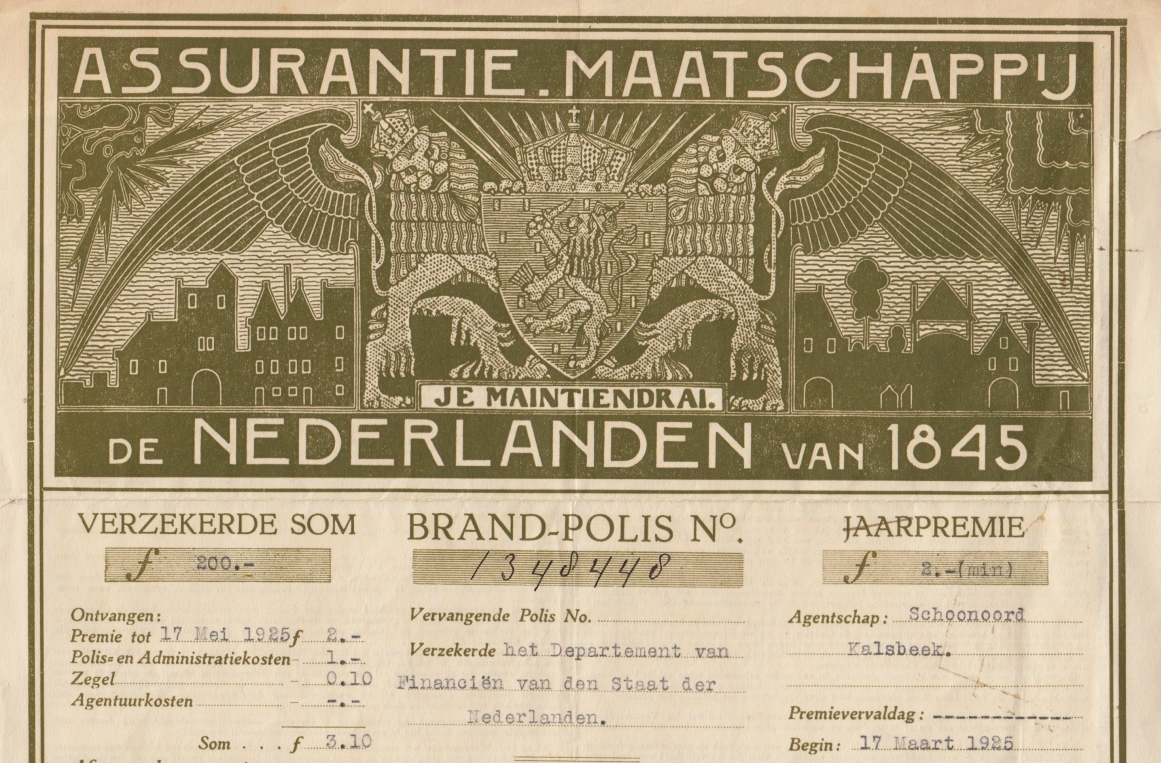 ASSURANTIE. MAATSCHAPPIJ
JE MAINTIENDRAI.
DE NEDERLANDEN VAN 1845
VERZEKERDE SOM
ƒ 200.-
BRAND-POLIS Nº.
1348448
JAARPREMIE
ƒ 2.-(min)
Ontvangen:
Premie tot 17 Mei 1925 ƒ 2.-
Polis= en Administratiekosten - 1.-
Zegel - 0.10
Agentuurkosten - -.-
Som . . . ƒ 3.10
Vervangende Polis No.
Verzekerde het Departement van
Financiën van den Staat der
Nederlanden.
Agentschap: Schoonoord
Kalsbeek.
Premievervaldag: ------------
Begin: 17 Maart 1925